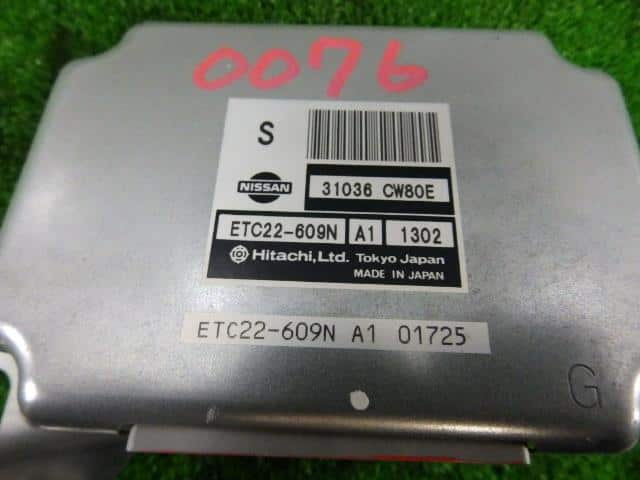 0076
S
NISSAN
31036 CW80E
ETC22-609N A1 1302
Hitachi, Ltd. Tokyo Japan
MADE IN JAPAN
ETC22-609N A1 01725
G